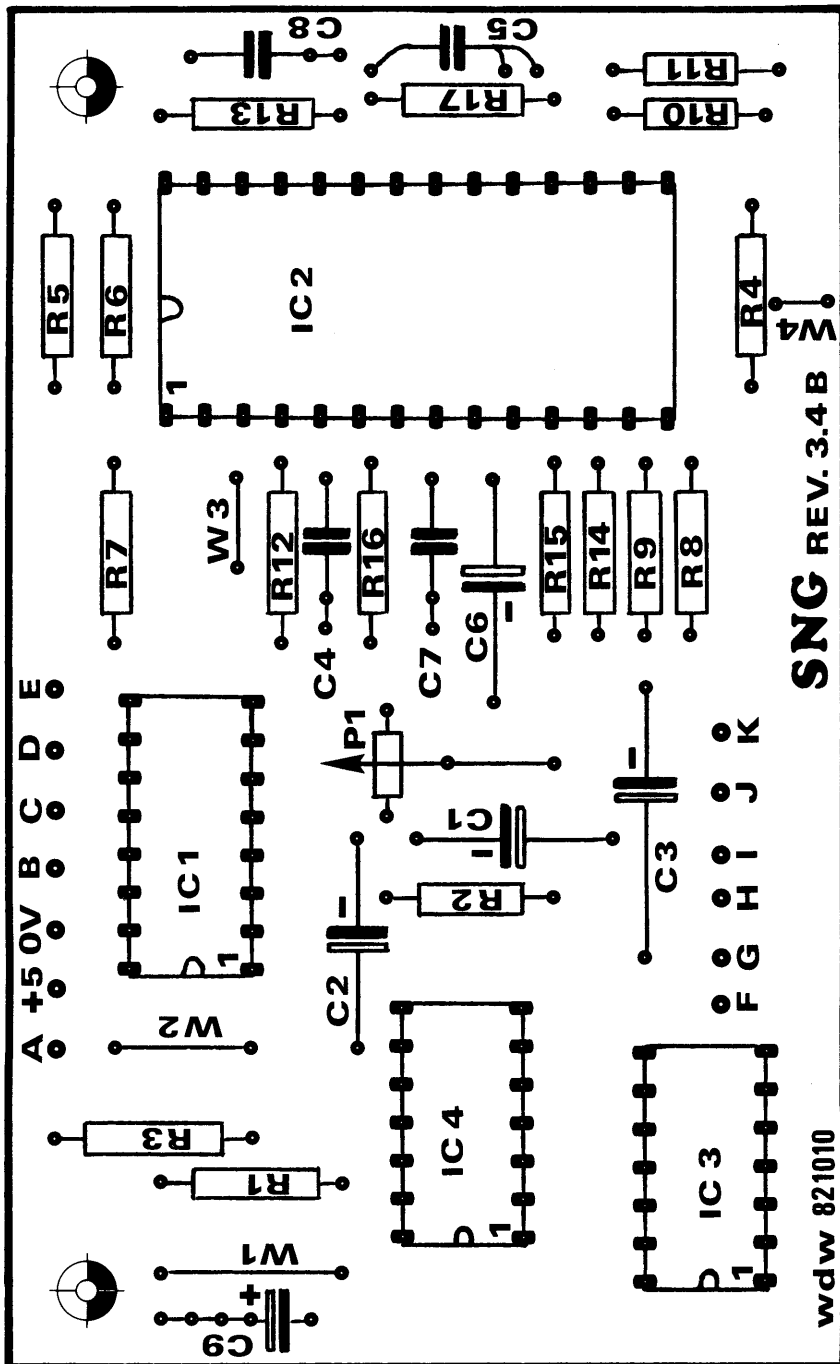 C8
C5
R13
R17
R11
R10
R5
R6
IC2
1
R4
W4
R7
W3
R12
C4
R16
C7
C6
–
R15
R14
R9
R8
SNG REV. 3.4 B
A +5 0V B C D E
IC1
1
P1
C1
–
R2
C2
–
C3
–
F G H I J K
W2
R3
R1
IC4
1
IC3
1
W1
C9
+
wdw 821010